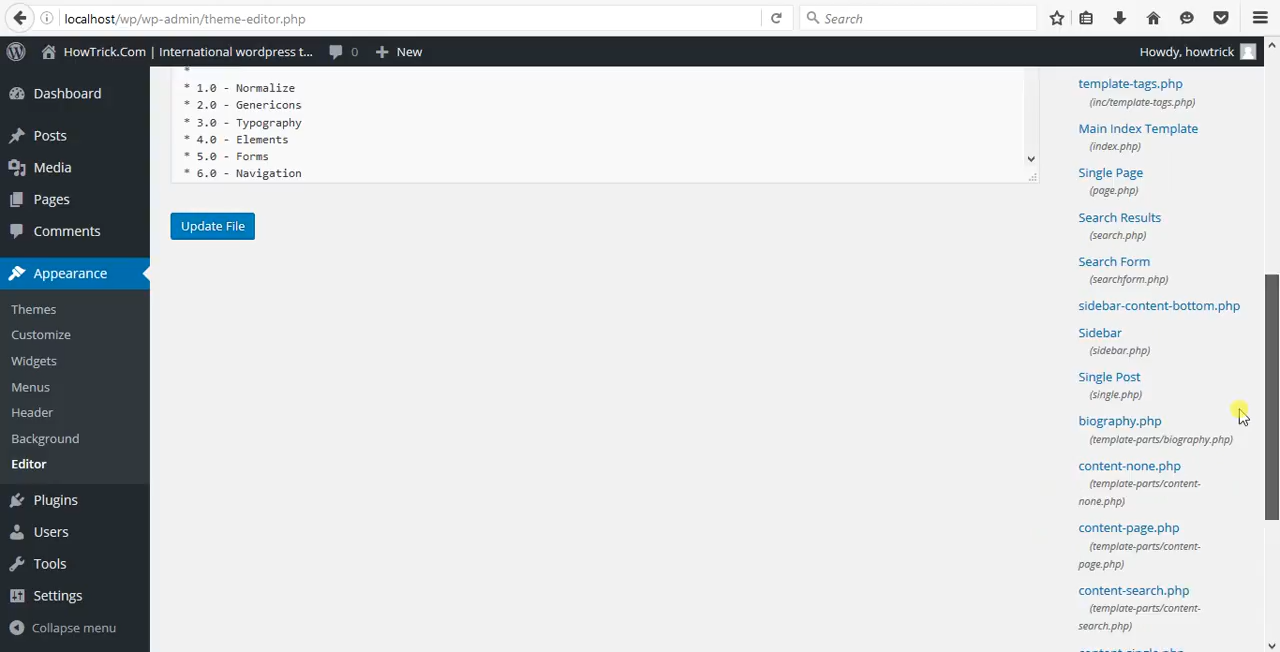 localhost/wp/wp-admin/theme-editor.php
Search
HowTrick.Com | International wordpress t...
0
New
Howdy, howtrick
Dashboard
Posts
Media
Pages
Comments
Appearance
Themes
Customize
Widgets
Menus
Header
Background
Editor
Plugins
Users
Tools
Settings
Collapse menu
*
* 1.0 - Normalize
* 2.0 - Genericons
* 3.0 - Typography
* 4.0 - Elements
* 5.0 - Forms
* 6.0 - Navigation
Update File
template-tags.php
(inc/template-tags.php)
Main Index Template
(index.php)
Single Page
(page.php)
Search Results
(search.php)
Search Form
(searchform.php)
sidebar-content-bottom.php
Sidebar
(sidebar.php)
Single Post
(single.php)
biography.php
(template-parts/biography.php)
content-none.php
(template-parts/content-
none.php)
content-page.php
(template-parts/content-
page.php)
content-search.php
(template-parts/content-
search.php)
content-single.php